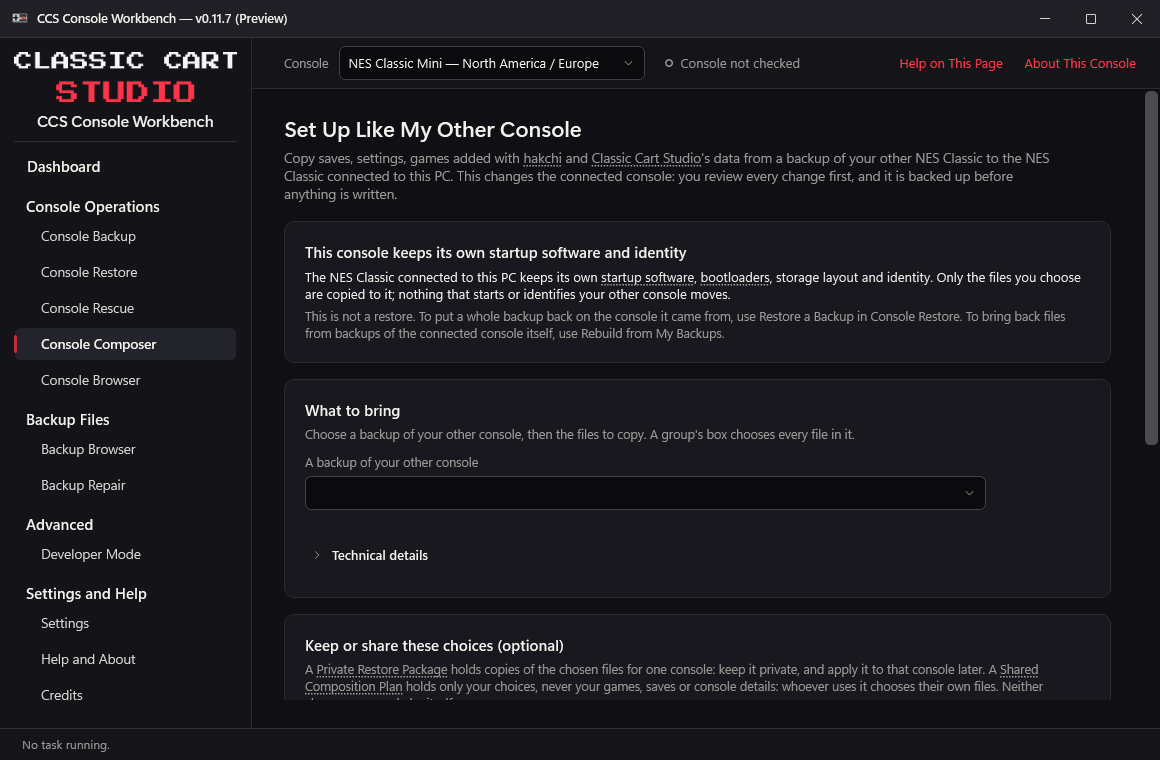 CCS Console Workbench — v0.11.7 (Preview)
CLASSIC CART
STUDIO
CCS Console Workbench
Dashboard
Console Operations
Console Backup
Console Restore
Console Rescue
Console Composer
Console Browser
Backup Files
Backup Browser
Backup Repair
Advanced
Developer Mode
Settings and Help
Settings
Help and About
Credits
Console
NES Classic Mini — North America / Europe
Console not checked
Help on This Page
About This Console
Set Up Like My Other Console
Copy saves, settings, games added with hakchi and Classic Cart Studio's data from a backup of your other NES Classic to the NES
Classic connected to this PC. This changes the connected console: you review every change first, and it is backed up before
anything is written.
This console keeps its own startup software and identity
The NES Classic connected to this PC keeps its own startup software, bootloaders, storage layout and identity. Only the files you choose
are copied to it; nothing that starts or identifies your other console moves.
This is not a restore. To put a whole backup back on the console it came from, use Restore a Backup in Console Restore. To bring back files
from backups of the connected console itself, use Rebuild from My Backups.
What to bring
Choose a backup of your other console, then the files to copy. A group's box chooses every file in it.
A backup of your other console
Technical details
Keep or share these choices (optional)
A Private Restore Package holds copies of the chosen files for one console: keep it private, and apply it to that console later. A Shared
Composition Plan holds only your choices, never your games, saves or console details: whoever uses it chooses their own files. Neither
No task running.